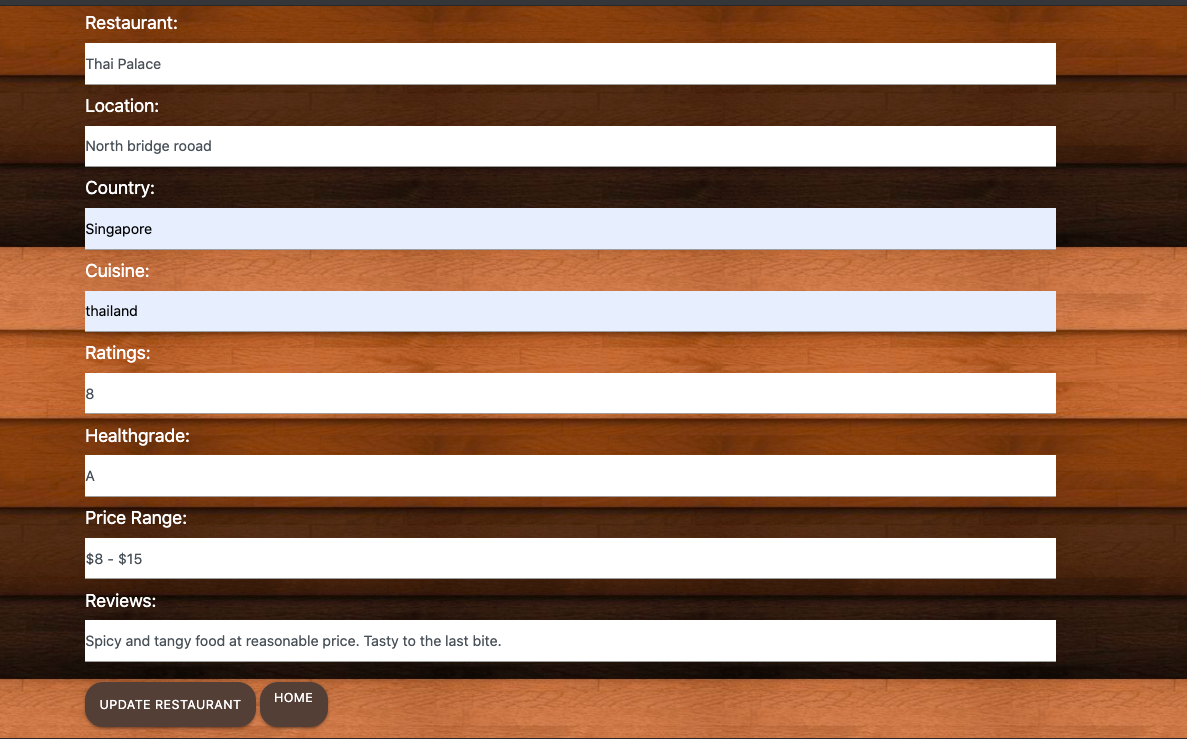 Restaurant:
Thai Palace
Location:
North bridge rooad
Country:
Singapore
Cuisine:
thailand
Ratings:
8
Healthgrade:
A
Price Range:
$8 - $15
Reviews:
Spicy and tangy food at reasonable price. Tasty to the last bite.
UPDATE RESTAURANT HOME